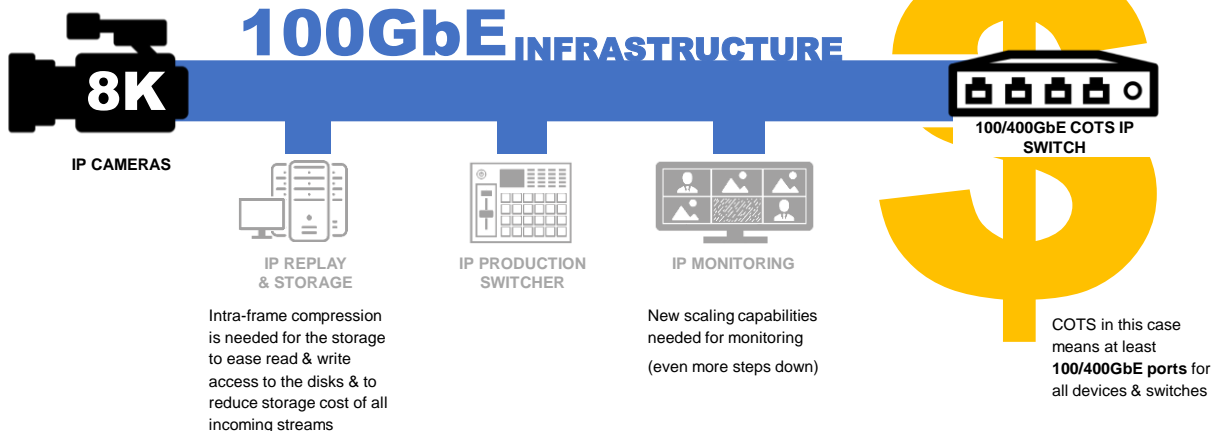 100GbE INFRASTRUCTURE
8K
IP CAMERAS
100/400GbE COTS IP
SWITCH
IP REPLAY
& STORAGE
IP PRODUCTION
SWITCHER
IP MONITORING
Intra-frame compression
is needed for the storage
to ease read & write
access to the disks & to
reduce storage cost of all
incoming streams
New scaling capabilities
needed for monitoring
(even more steps down)
COTS in this case
means at least
100/400GbE ports for
all devices & switches
$